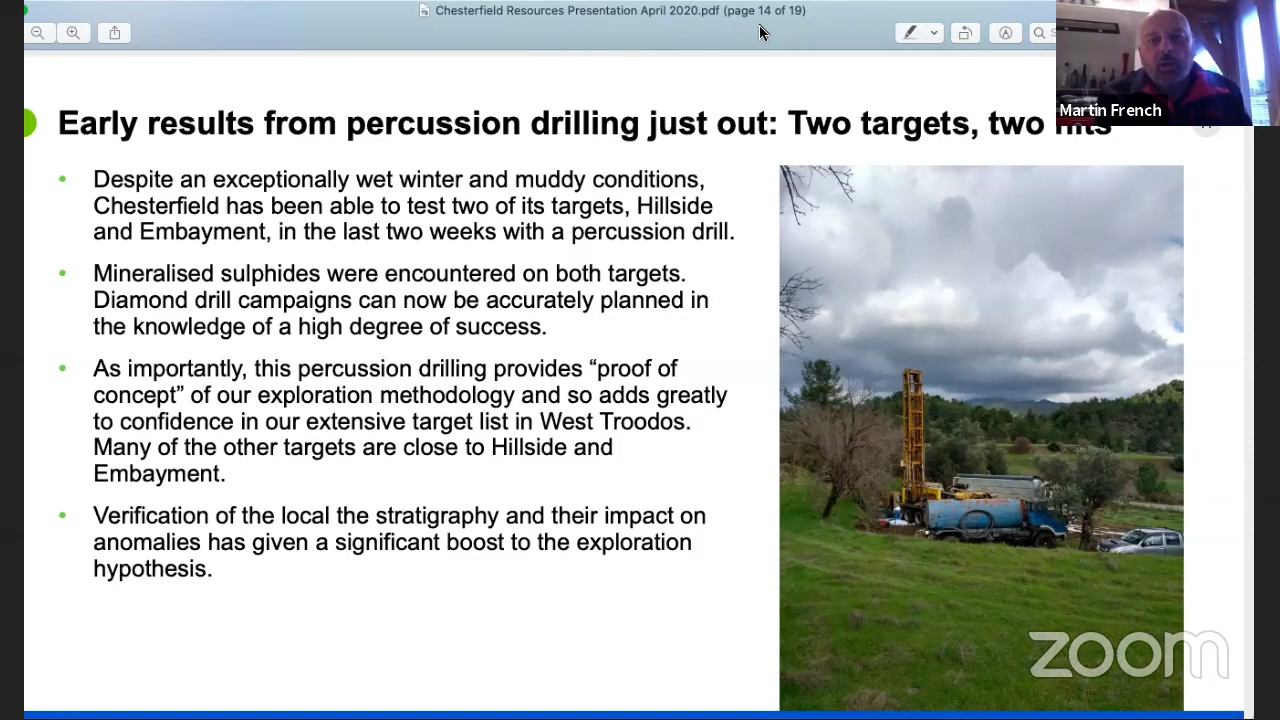 Chesterfield Resources Presentation April 2020.pdf (page 14 of 19)
Martin French
Early results from percussion drilling just out: Two targets, two hits
• Despite an exceptionally wet winter and muddy conditions,
Chesterfield has been able to test two of its targets, Hillside
and Embayment, in the last two weeks with a percussion drill.
• Mineralised sulphides were encountered on both targets.
Diamond drill campaigns can now be accurately planned in
the knowledge of a high degree of success.
• As importantly, this percussion drilling provides “proof of
concept” of our exploration methodology and so adds greatly
to confidence in our extensive target list in West Troodos.
Many of the other targets are close to Hillside and
Embayment.
• Verification of the local the stratigraphy and their impact on
anomalies has given a significant boost to the exploration
hypothesis.
zoom